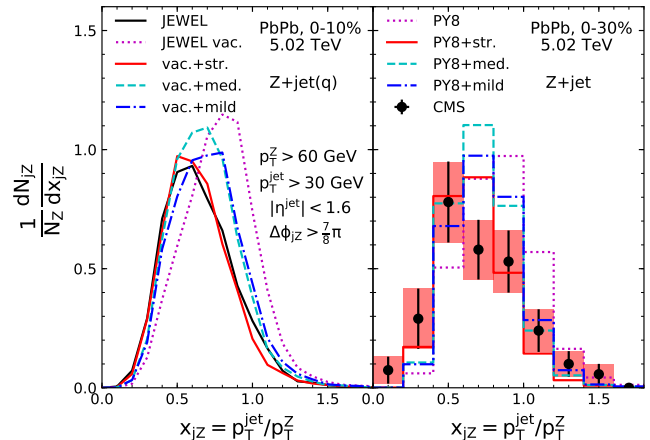 1/N_Z dN_jZ/dx_jZ
1.5
1.0
0.5
0.0
JEWEL
JEWEL vac.
vac.+str.
vac.+med.
vac.+mild
PbPb, 0-10%
5.02 TeV
Z+jet(q)
p_T^Z > 60 GeV
p_T^jet > 30 GeV
|η^jet| < 1.6
Δϕ_jZ > 7/8 π
0.0 0.5 1.0 1.5
x_jZ = p_T^jet/p_T^Z
PY8
PY8+str.
PY8+med.
PY8+mild
CMS
PbPb, 0-30%
5.02 TeV
Z+jet
0.5 1.0 1.5
x_jZ = p_T^jet/p_T^Z